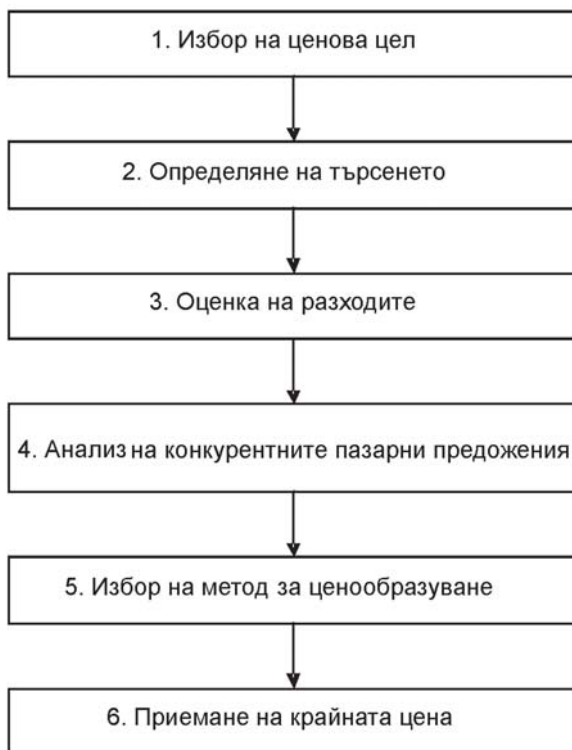 1. Избор на ценова цел
2. Определяне на търсенето
3. Оценка на разходите
4. Анализ на конкурентните пазарни предожения
5. Избор на метод за ценообразуване
6. Приемане на крайната цена